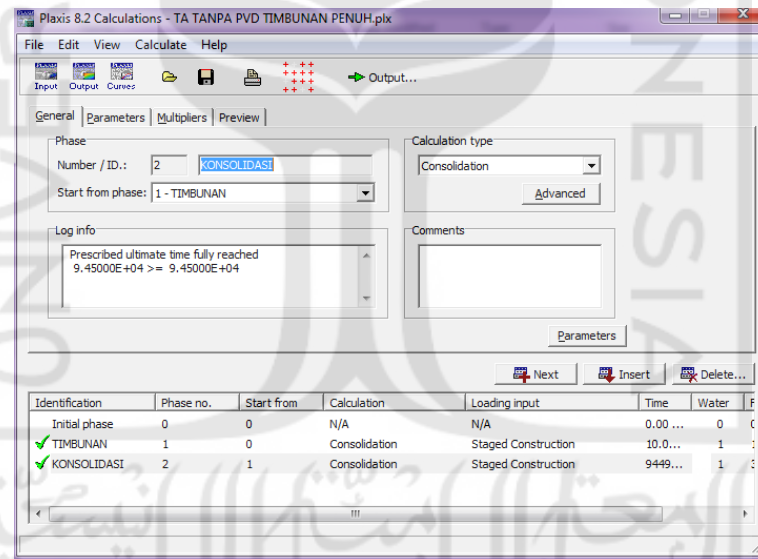 Plaxis 8.2 Calculations - TA TANPA PVD TIMBUNAN PENUH.plx
File Edit View Calculate Help
Input Output Curves Output...
General Parameters Multipliers Preview
Phase
Number / ID.: 2 KONSOLIDASI
Start from phase: 1 - TIMBUNAN
Calculation type
Consolidation
Advanced
Log info
Prescribed ultimate time fully reached
9.45000E+04 >= 9.45000E+04
Comments
Parameters
Next Insert Delete...
Identification Phase no. Start from Calculation Loading input Time Water F
Initial phase 0 0 N/A N/A 0.00 ... 0
TIMBUNAN 1 0 Consolidation Staged Construction 10.0... 1
KONSOLIDASI 2 1 Consolidation Staged Construction 9449... 1
NESIA